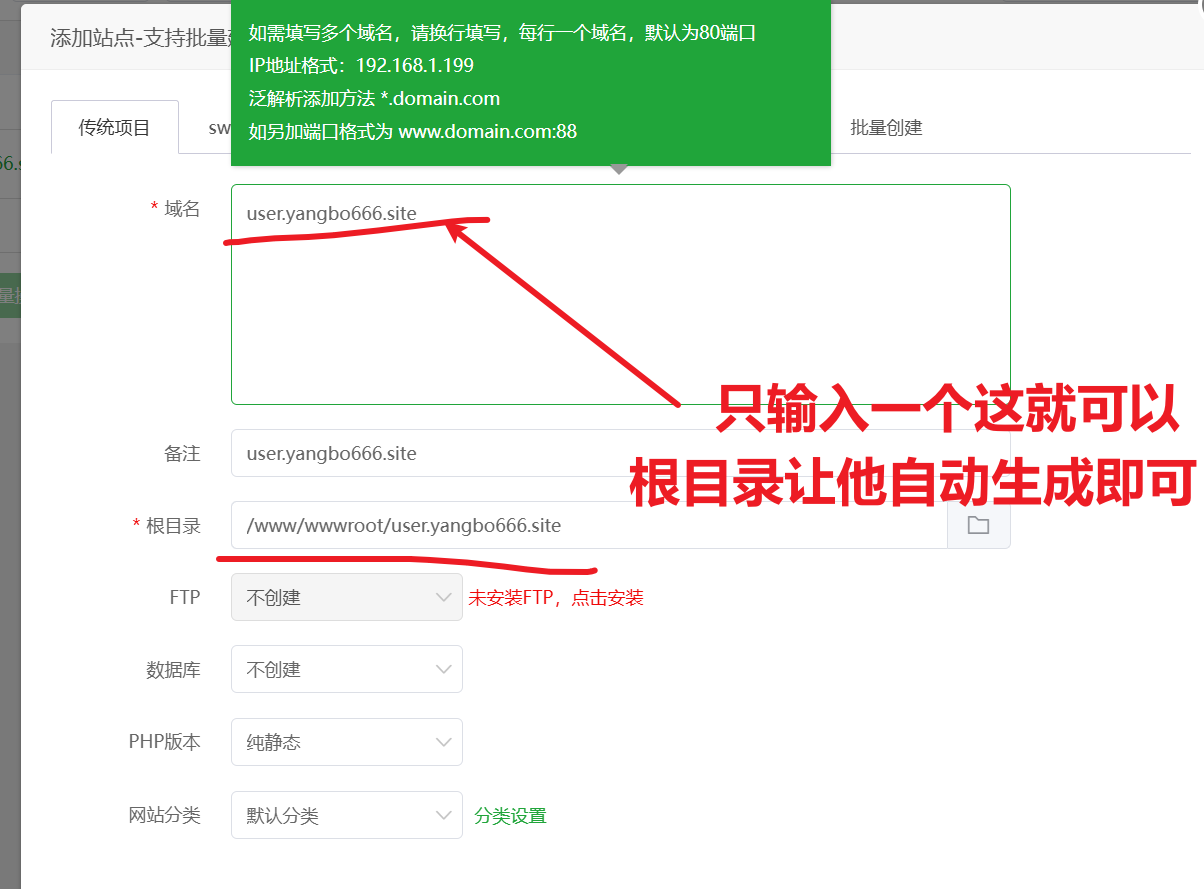 添加站点-支持批量
如需填写多个域名，请换行填写，每行一个域名，默认为80端口
IP地址格式：192.168.1.199
泛解析添加方法 *.domain.com
如另加端口格式为 www.domain.com:88
传统项目
sw
批量创建
66.s
* 域名
user.yangbo666.site
只输入一个这就可以
根目录让他自动生成即可
备注
user.yangbo666.site
* 根目录
/www/wwwroot/user.yangbo666.site
FTP
不创建
未安装FTP，点击安装
数据库
不创建
PHP版本
纯静态
网站分类
默认分类
分类设置